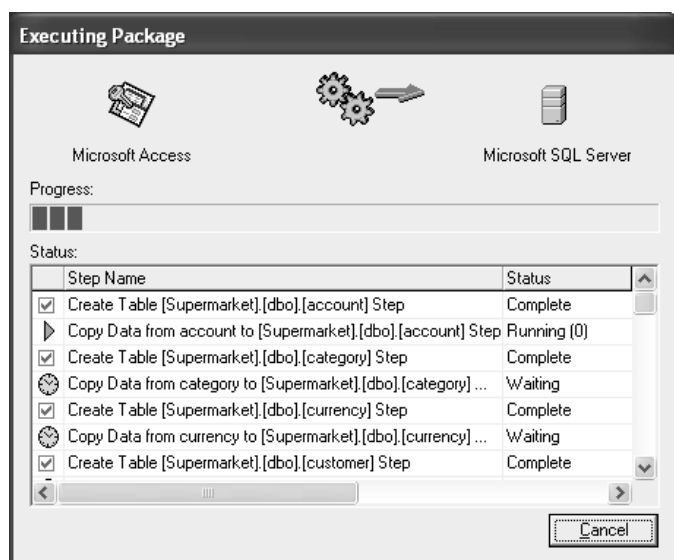 Executing Package
Microsoft Access Microsoft SQL Server
Progress:
Status:
Step Name Status
Create Table [Supermarket].[dbo].[account] Step Complete
Copy Data from account to [Supermarket].[dbo].[account] Step Running (0)
Create Table [Supermarket].[dbo].[category] Step Complete
Copy Data from category to [Supermarket].[dbo].[category] ... Waiting
Create Table [Supermarket].[dbo].[currency] Step Complete
Copy Data from currency to [Supermarket].[dbo].[currency] ... Waiting
Create Table [Supermarket].[dbo].[customer] Step Complete
Cancel